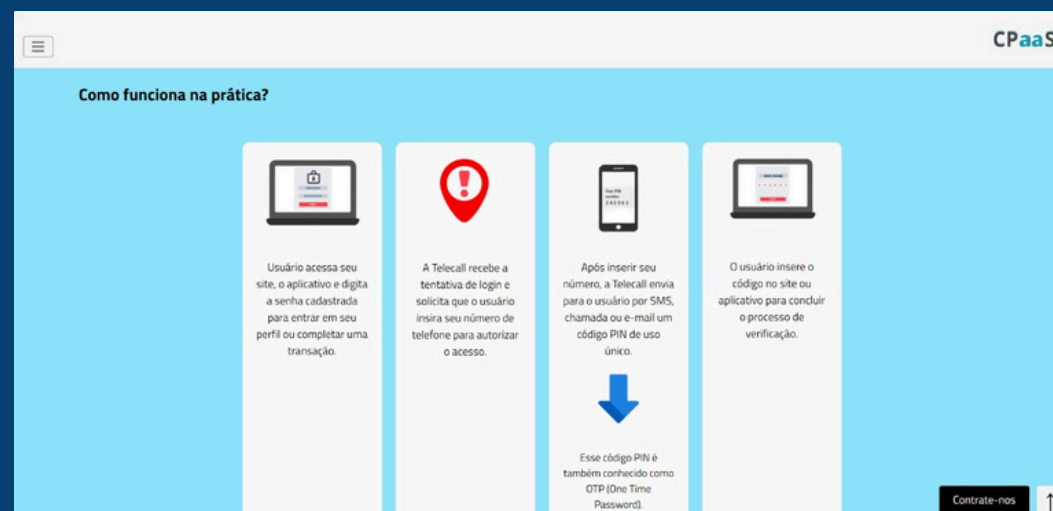 CPaaS
Como funciona na prática?
Usuário acessa seu
site, o aplicativo e digita
a senha cadastrada
para entrar em seu
perfil ou completar uma
transação.
A Telecall recebe a
tentativa de login e
solicita que o usuário
insira seu número de
telefone para autorizar
o acesso.
Your PIN
number
Após inserir seu
número, a Telecall envia
para o usuário por SMS,
chamada ou e-mail um
código PIN de uso
único.
Esse código PIN é
também conhecido como
OTP (One Time
Password).
O usuário insere o
código no site ou
aplicativo para concluir
o processo de
verificação.
Contrate-nos